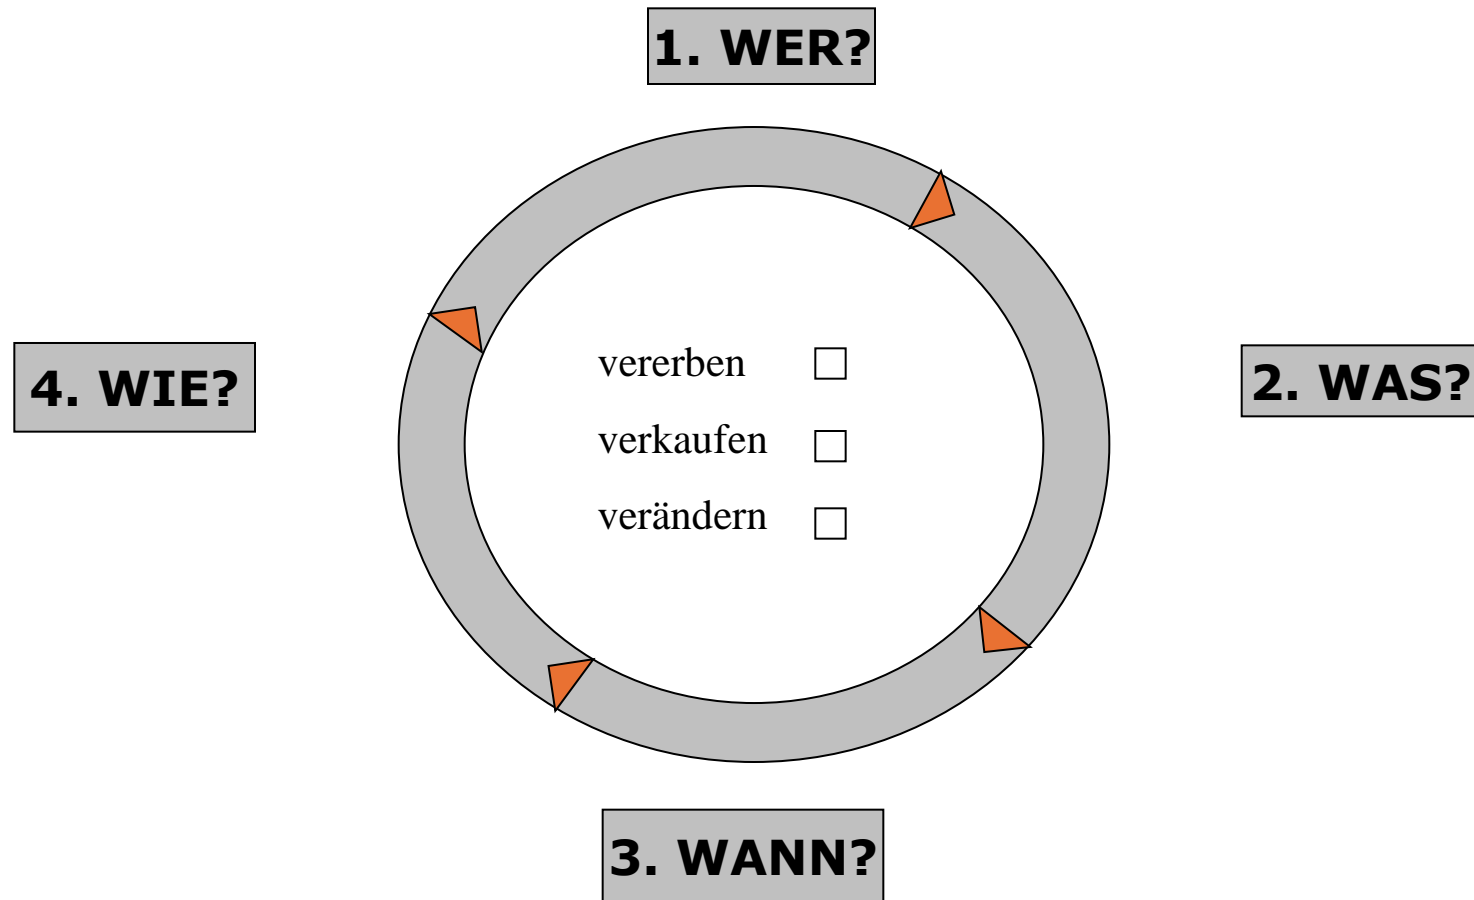 1. WER?
vererben
verkaufen
verändern
2. WAS?
4. WIE?
3. WANN?